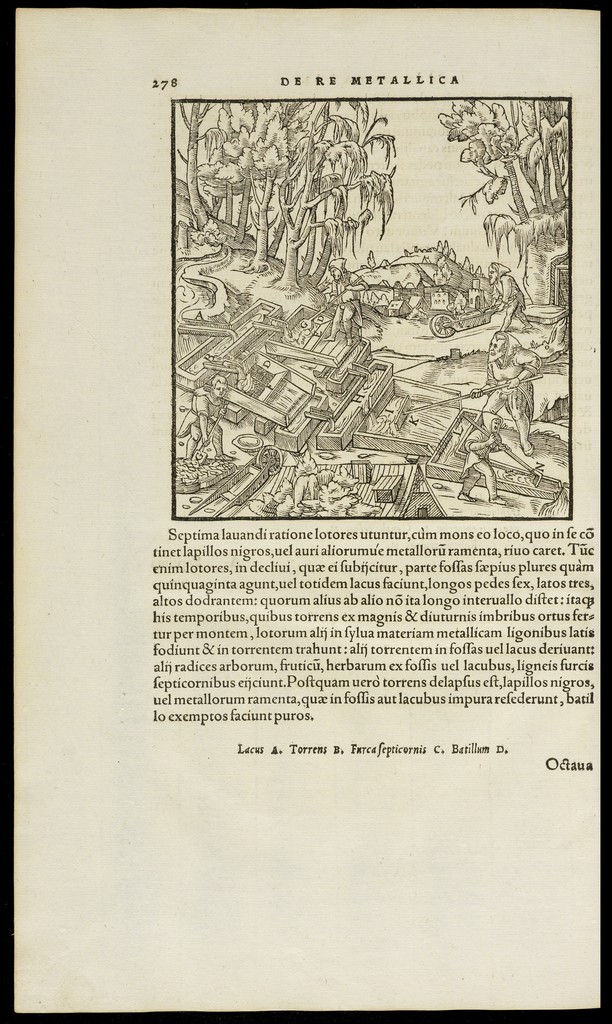 278 DE RE METALLICA
A
H
K
N
Septima lauandi ratione lotores utuntur, cùm mons eo loco, quo in se cō
tinet lapillos nigros, uel auri aliorumue metallorū ramenta, riuo caret. Tūc
enim lotores, in decliui, quæ ei subijcitur, parte fossas sæpius plures quàm
quinquaginta agunt, uel totidem lacus faciunt, longos pedes sex, latos tres,
altos dodrantem: quorum alius ab alio nō ita longo interuallo distet: itaq;
his temporibus, quibus torrens ex magnis & diuturnis imbribus ortus fer-
tur per montem, lotorum alij in sylua materiam metallicam ligonibus latis
fodiunt & in torrentem trahunt: alij torrentem in fossas uel lacus deriuant:
alij radices arborum, fruticū, herbarum ex fossis uel lacubus, ligneis furcis
septicornibus eijciunt. Postquam uerò torrens delapsus est, lapillos nigros,
uel metallorum ramenta, quæ in fossis aut lacubus impura resederunt, batil
lo exemptos faciunt puros.
Lacus A. Torrens B. Furca septicornis C. Batillum D.
Octaua